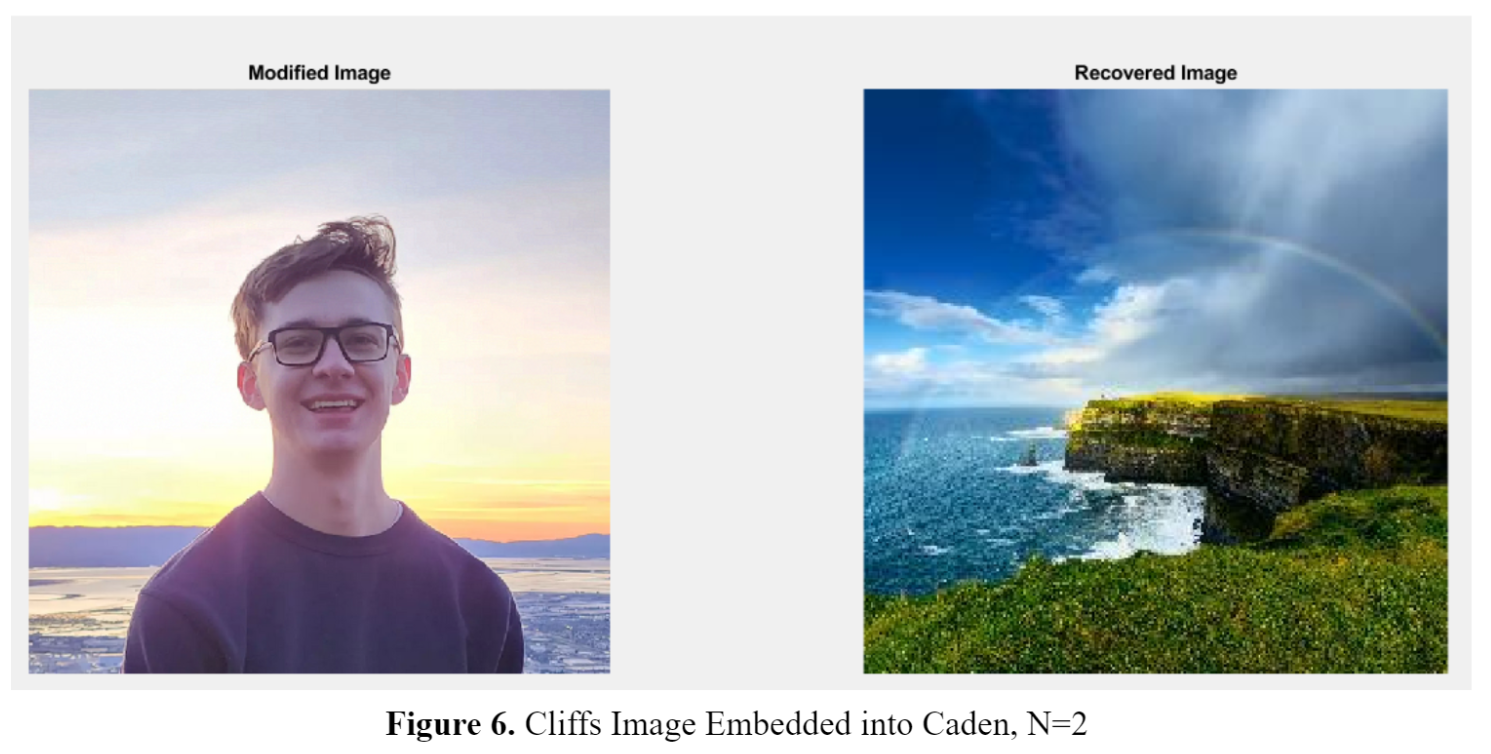 Modified Image
Recovered Image
Figure 6. Cliffs Image Embedded into Caden, N=2